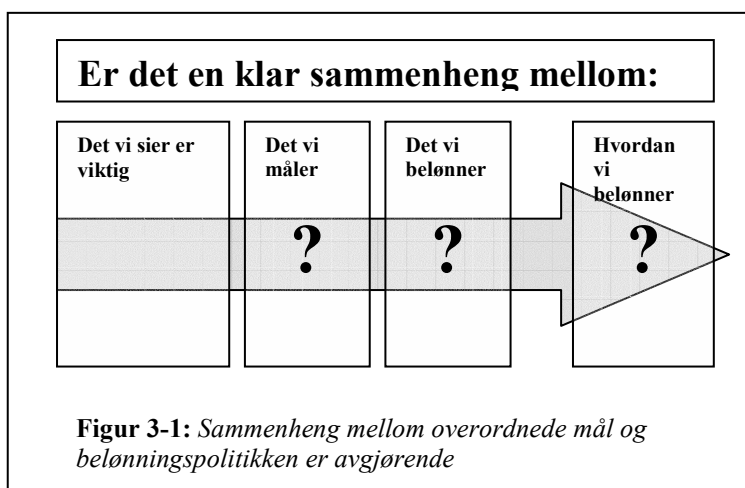 Er det en klar sammenheng mellom:
Det vi sier er
viktig
Det vi
måler
Det vi
belønner
Hvordan
vi
belønner
?
?
?
Figur 3-1: Sammenheng mellom overordnede mål og
belønningspolitikken er avgjørende